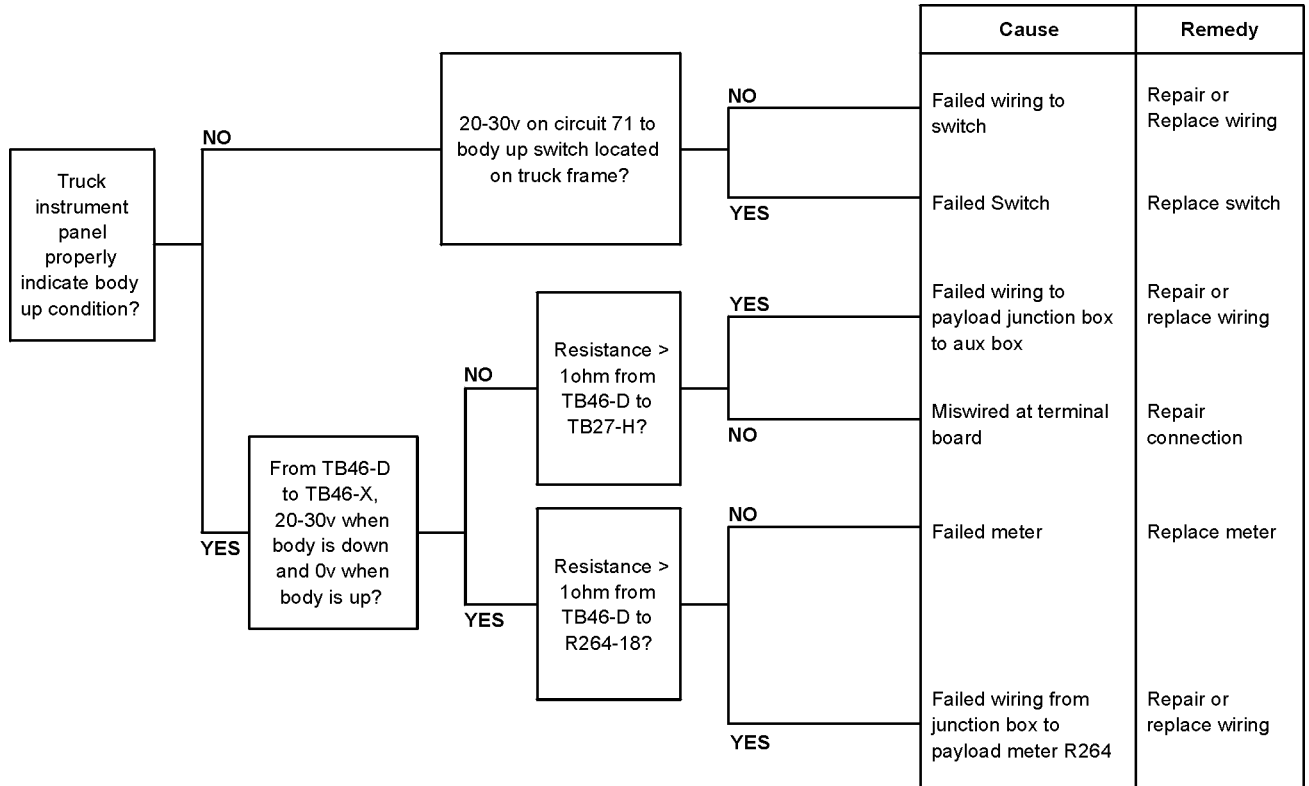 Cause
Remedy
Truck
instrument
panel
properly
indicate body
up condition?
NO
20-30v on circuit 71 to
body up switch located
on truck frame?
NO
Failed wiring to
switch
Repair or
Replace wiring
YES
Failed Switch
Replace switch
YES
From TB46-D
to TB46-X,
20-30v when
body is down
and 0v when
body is up?
NO
Resistance >
1ohm from
TB46-D to
TB27-H?
YES
Failed wiring to
payload junction box
to aux box
Repair or
replace wiring
NO
Miswired at terminal
board
Repair
connection
YES
Resistance >
1ohm from
TB46-D to
R264-18?
NO
Failed meter
Replace meter
YES
Failed wiring from
junction box to
payload meter R264
Repair or
replace wiring